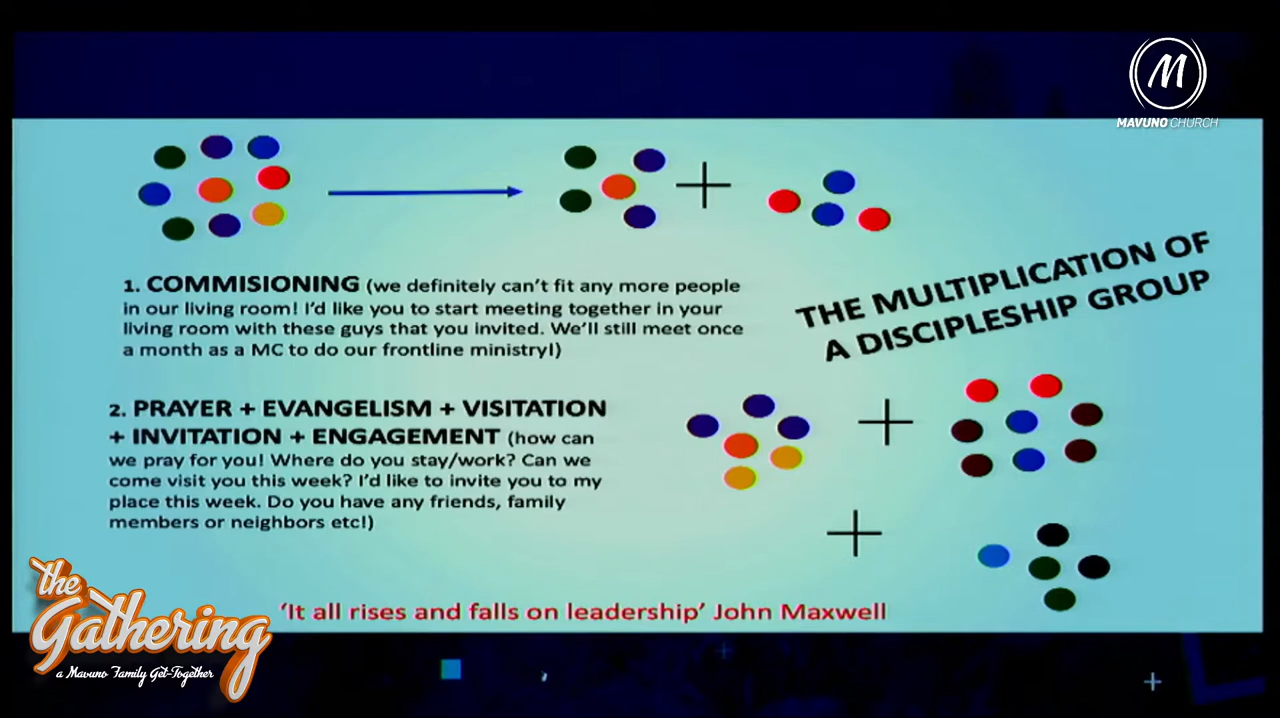 M
MAVUNO CHURCH
THE MULTIPLICATION OF
A DISCIPLESHIP GROUP
1. COMMISIONING (we definitely can't fit any more people
in our living room! I'd like you to start meeting together in your
living room with these guys that you invited. We'll still meet once
a month as a MC to do our frontline ministry!)
2. PRAYER + EVANGELISM + VISITATION
+ INVITATION + ENGAGEMENT (how can
we pray for you! Where do you stay/work? Can we
come visit you this week? I'd like to invite you to my
place this week. Do you have any friends, family
members or neighbors etc!)
'It all rises and falls on leadership' John Maxwell
the
Gathering
a Mavuno Family Get-Together